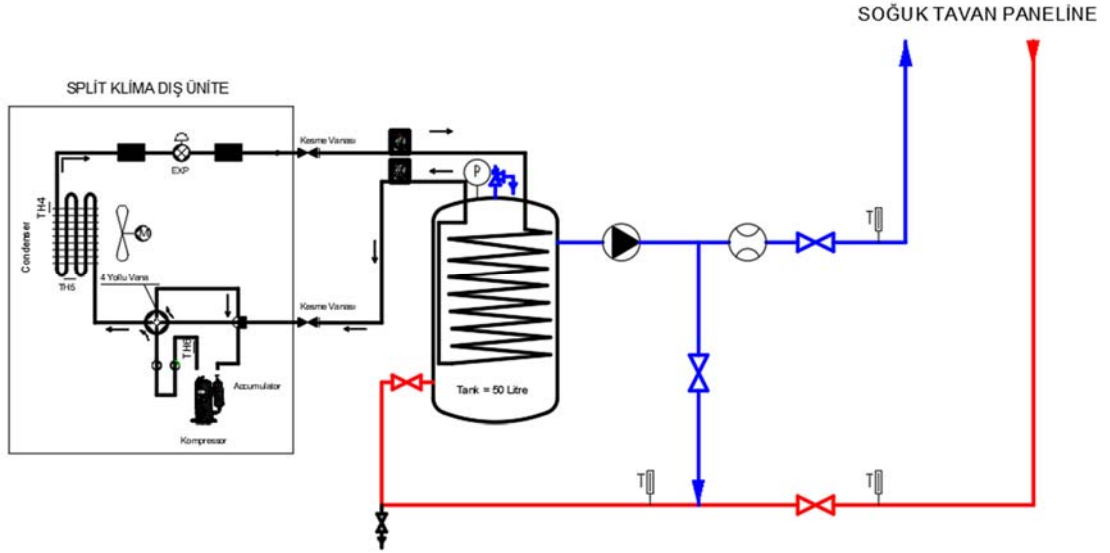 SOĞUK TAVAN PANELİNE
SPLİT KLİMA DIŞ ÜNİTE
Kesme Vanası
EXP
P
TH4
M
Condenser
T
TH5
4 Yollu Vana
Kesme Vanası
TH6
Accumulator
Tank = 50 Litre
Kompressor
T
T